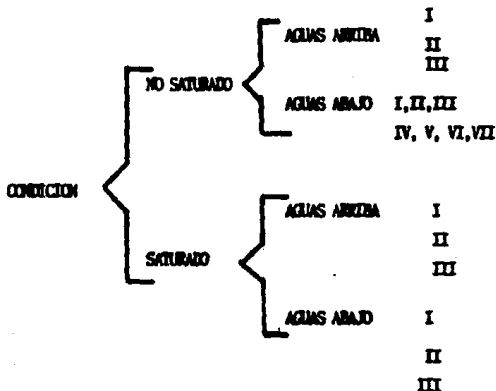 I
AGUAS ARRIBA
II
III
NO SATURADO
AGUAS ABAJO I,II,III
IV, V, VI,VII
CONDICION
AGUAS ARRIBA I
II
SATURADO
III
AGUAS ABAJO I
II
III